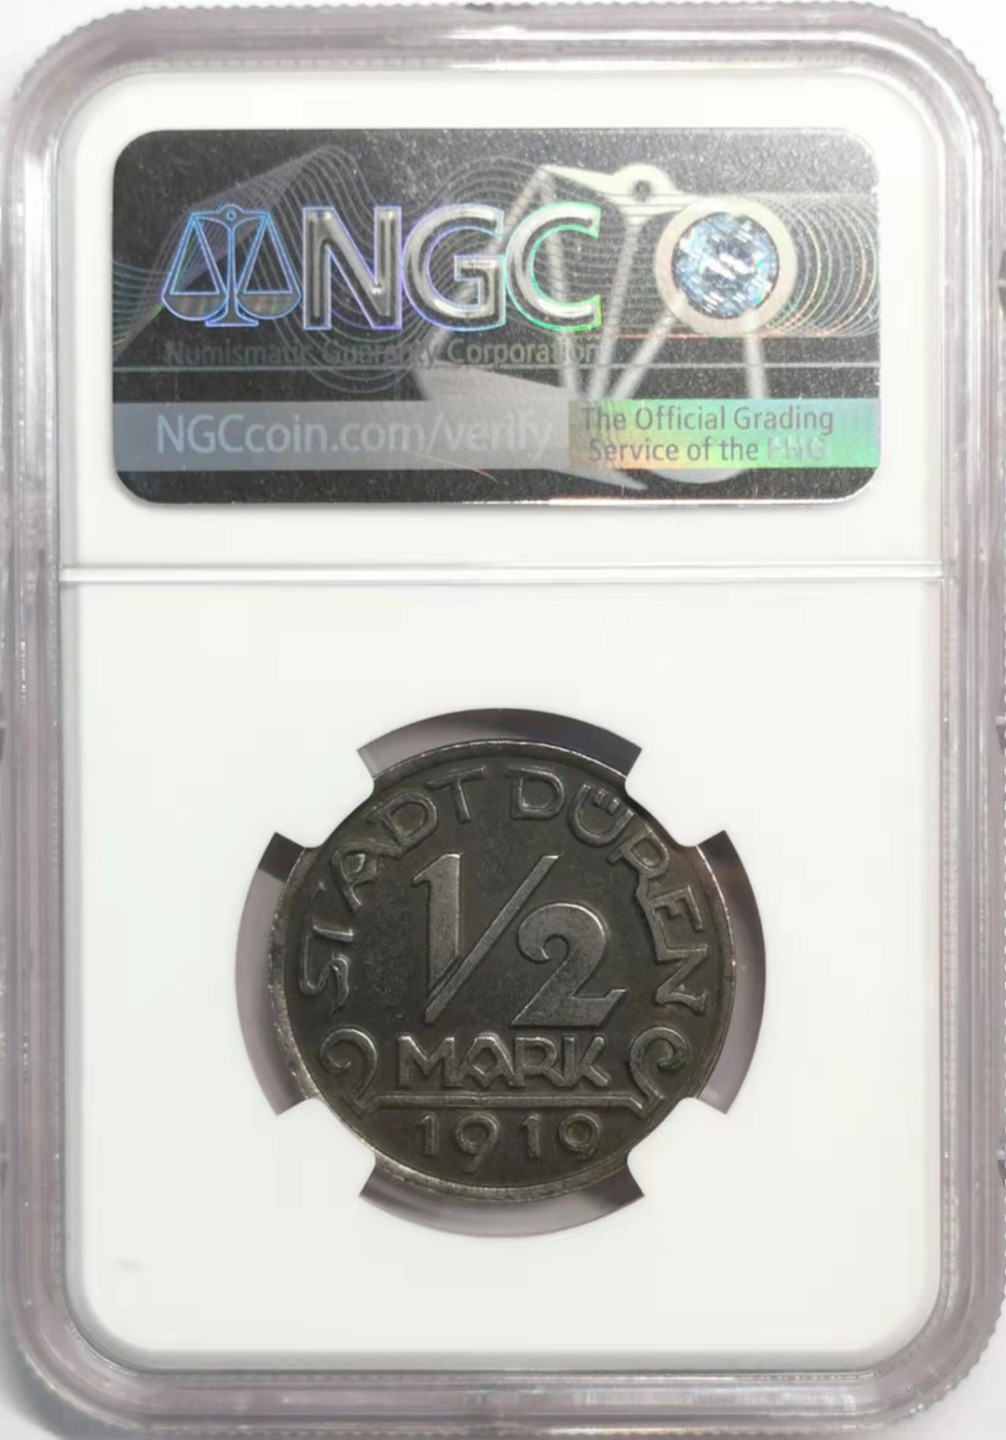 NGC
Numismatic Guaranty Corporation
NGCcoin.com/verify
The Official Grading
Service of the PNG
STADT DÜREN
1/2
MARK
1919